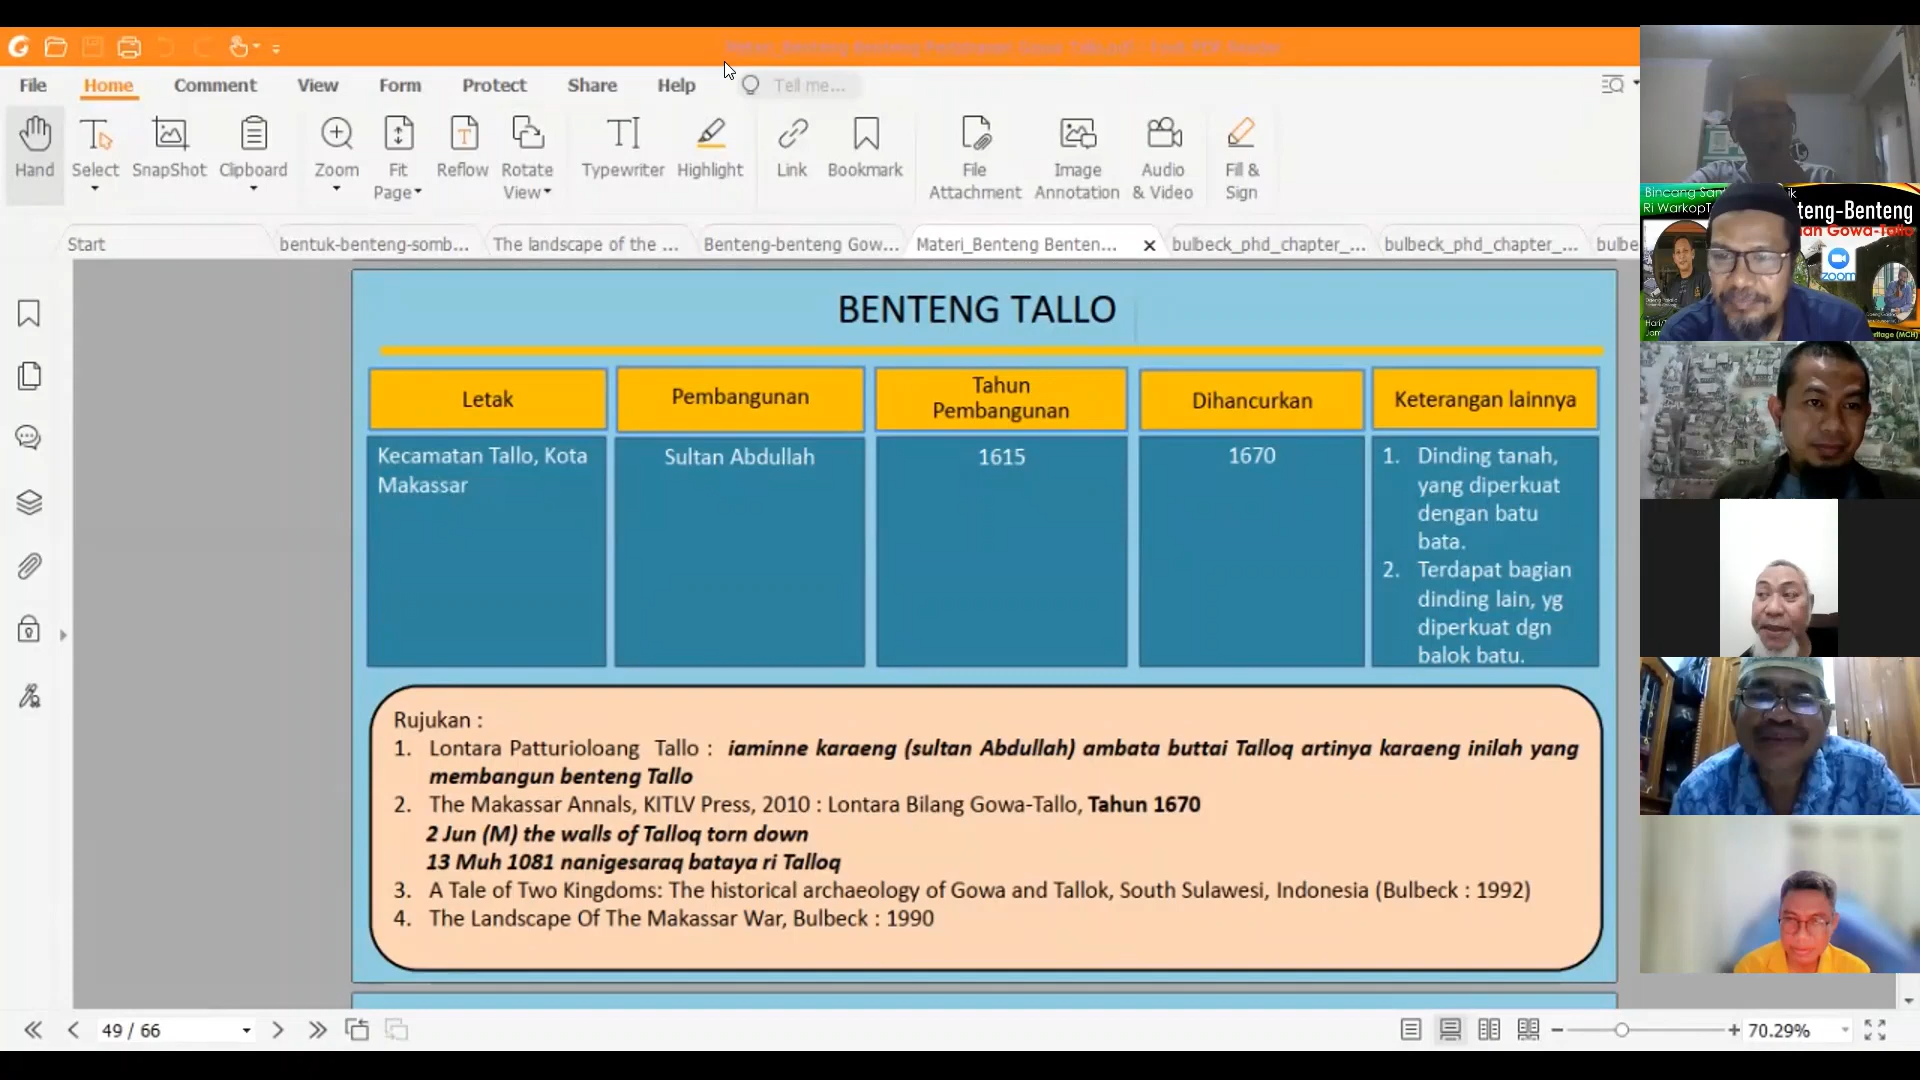 File Home Comment View Form Protect Share Help Tell me...
Hand Select SnapShot Clipboard Zoom Fit Page Reflow Rotate View Typewriter Highlight Link Bookmark File Attachment Image Annotation Audio & Video Fill & Sign
Start bentuk-benteng-somb... The landscape of the ... Benteng-benteng Gow... Materi_Benteng Benten... bulbeck_phd_chapter_... bulbeck_phd_chapter_... bulbe
BENTENG TALLO
Letak
Pembangunan
Tahun
Pembangunan
Dihancurkan
Keterangan lainnya
Kecamatan Tallo, Kota
Makassar
Sultan Abdullah
1615
1670
1. Dinding tanah,
yang diperkuat
dengan batu
bata.
2. Terdapat bagian
dinding lain, yg
diperkuat dgn
balok batu.
Rujukan :
1. Lontara Patturioloang Tallo : iaminne karaeng (sultan Abdullah) ambata buttai Talloq artinya karaeng inilah yang
membangun benteng Tallo
2. The Makassar Annals, KITLV Press, 2010 : Lontara Bilang Gowa-Tallo, Tahun 1670
2 Jun (M) the walls of Talloq torn down
13 Muh 1081 nanigesaraq bataya ri Talloq
3. A Tale of Two Kingdoms: The historical archaeology of Gowa and Tallok, South Sulawesi, Indonesia (Bulbeck : 1992)
4. The Landscape Of The Makassar War, Bulbeck : 1990
49 / 66
70.29%
Bincang
Ri
teng-Benteng
Gowa-Tallo
zoom
(MCH)